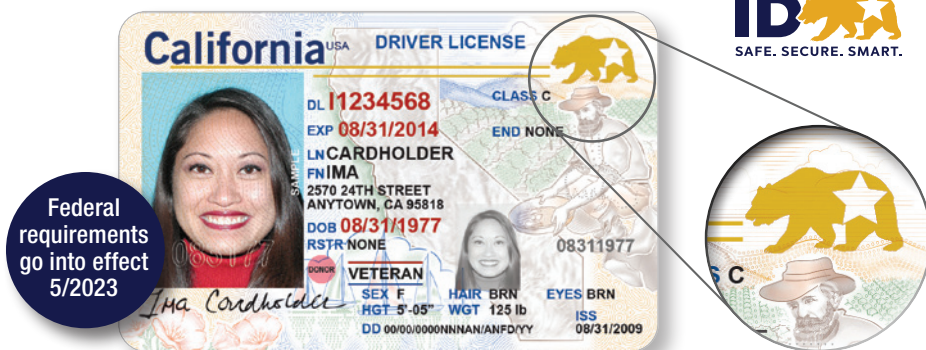 ID
SAFE. SECURE. SMART.
California USA DRIVER LICENSE
DL I1234568
CLASS C
EXP 08/31/2014
END NONE
LN CARDHOLDER
FN IMA
2570 24TH STREET
ANYTOWN, CA 95818
DOB 08/31/1977
RSTR NONE
08311977
DONOR
VETERAN
SEX F
HAIR BRN
EYES BRN
HGT 5'-05"
WGT 125 lb
ISS
08/31/2009
DD 00/00/0000NNNAN/ANFD/YY
SAMPLE
083177
Ima Cardholder
Federal
requirements
go into effect
5/2023
S C